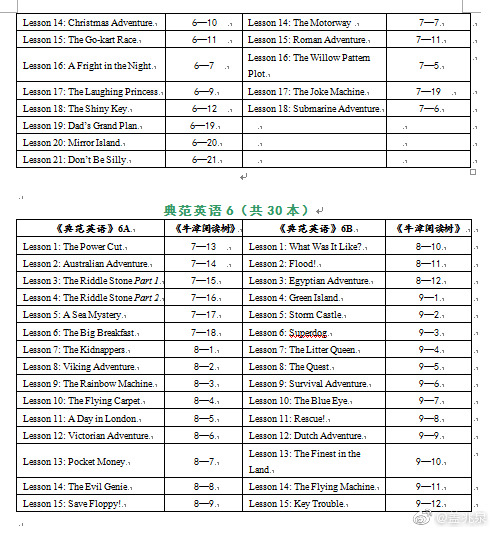 Lesson 14: Christmas Adventure. 6—10 Lesson 14: The Motorway 7—7.
Lesson 15: The Go-kart Race. 6—11 Lesson 15: Roman Adventure. 7—11.
Lesson 16: A Fright in the Night. 6—7 Lesson 16: The Willow Pattern
Plot. 7—5.
Lesson 17: The Laughing Princess. 6—9. Lesson 17: The Joke Machine. 7—19
Lesson 18: The Shiny Key. 6—12 Lesson 18: Submarine Adventure. 7—6.
Lesson 19: Dad's Grand Plan. 6—19.
Lesson 20: Mirror Island. 6—20.
Lesson 21: Don't Be Silly. 6—21.
典范英语 6（共 30 本）
《典范英语》6A. 《牛津阅读树》 《典范英语》6B. 《牛津阅读树》
Lesson 1: The Power Cut. 7—13 Lesson 1: What Was It Like?. 8—10.
Lesson 2: Australian Adventure. 7—14 Lesson 2: Flood!. 8—11.
Lesson 3: The Riddle Stone Part 1. 7—15. Lesson 3: Egyptian Adventure. 8—12.
Lesson 4: The Riddle Stone Part 2. 7—16. Lesson 4: Green Island. 9—1.
Lesson 5: A Sea Mystery. 7—17. Lesson 5: Storm Castle. 9—2.
Lesson 6: The Big Breakfast. 7—18. Lesson 6: Superdog. 9—3.
Lesson 7: The Kidnappers. 8—1. Lesson 7: The Litter Queen. 9—4.
Lesson 8: Viking Adventure. 8—2. Lesson 8: The Quest. 9—5.
Lesson 9: The Rainbow Machine. 8—3. Lesson 9: Survival Adventure. 9—6.
Lesson 10: The Flying Carpet. 8—4. Lesson 10: The Blue Eye. 9—7.
Lesson 11: A Day in London. 8—5. Lesson 11: Rescue!. 9—8.
Lesson 12: Victorian Adventure. 8—6. Lesson 12: Dutch Adventure. 9—9.
Lesson 13: Pocket Money. 8—7. Lesson 13: The Finest in the
Land. 9—10.
Lesson 14: The Evil Genie. 8—8. Lesson 14: The Flying Machine. 9—11.
Lesson 15: Save Floppy!. 8—9. Lesson 15: Key Trouble. 9—12.